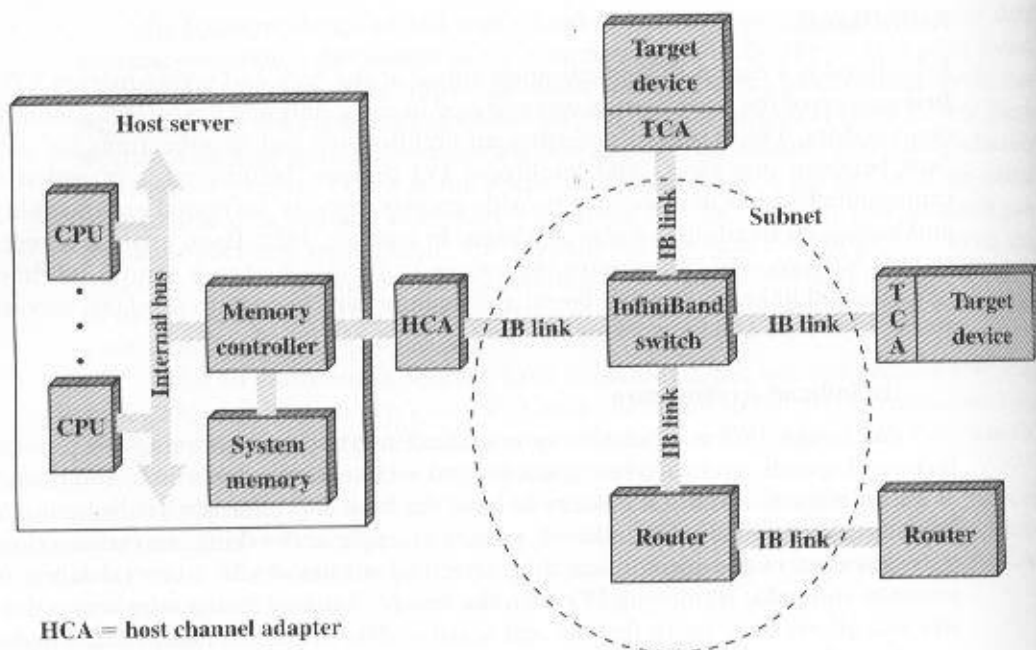 Target
device
TCA
Host server
CPU
CPU
Internal bus
Memory
controller
System
memory
HCA
IB link
IB link
Subnet
InfiniBand
switch
IB link
T
C
A
Target
device
IB link
Router
IB link
Router
HCA = host channel adapter